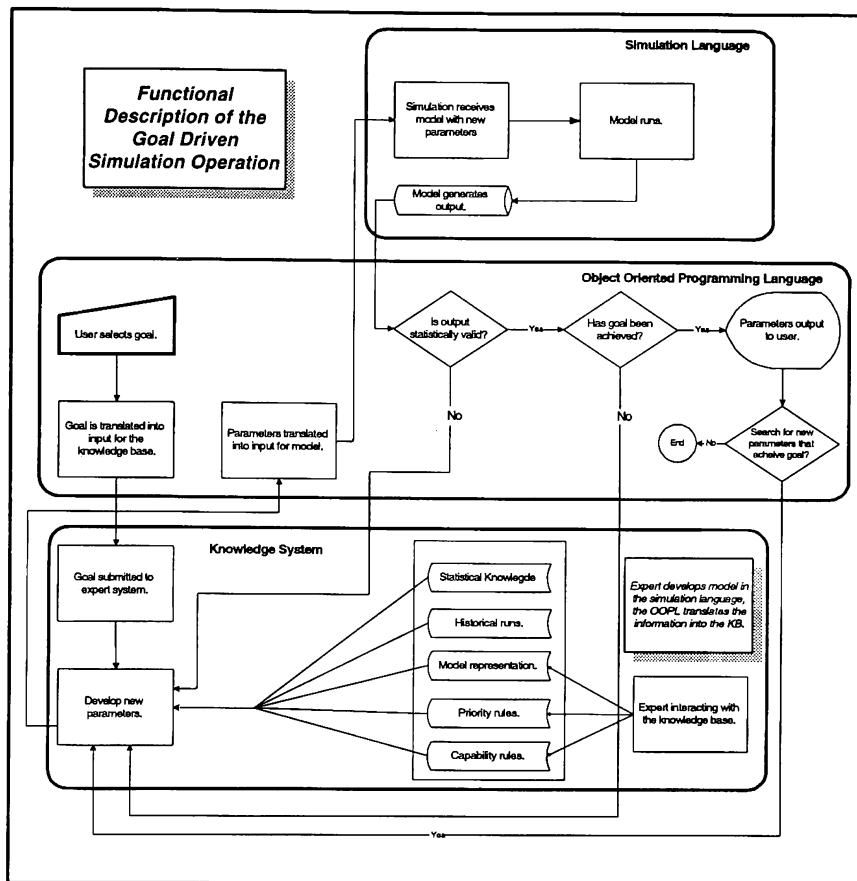 Simulation Language
Functional
Description of the
Goal Driven
Simulation Operation
Simulation receives
model with new
parameters
Model runs.
Model generates
output.
Object Oriented Programming Language
User selects goal.
Is output
statistically valid?
Yes
Has goal been
achieved?
Yes
Parameters output
to user.
No
No
Goal is translated into
input for the
knowledge base.
Parameters translated
into input for model.
End
No
Search for new
parameters that
acheive goal?
Knowledge System
Goal submitted to
expert system.
Statistical Knowlegde
Historical runs.
Model representation.
Priority rules.
Capability rules.
Expert develops model in
the simulation language,
the OOPL translates the
information into the KB.
Develop new
parameters.
Expert interacting with
the knowledge base.
Yes